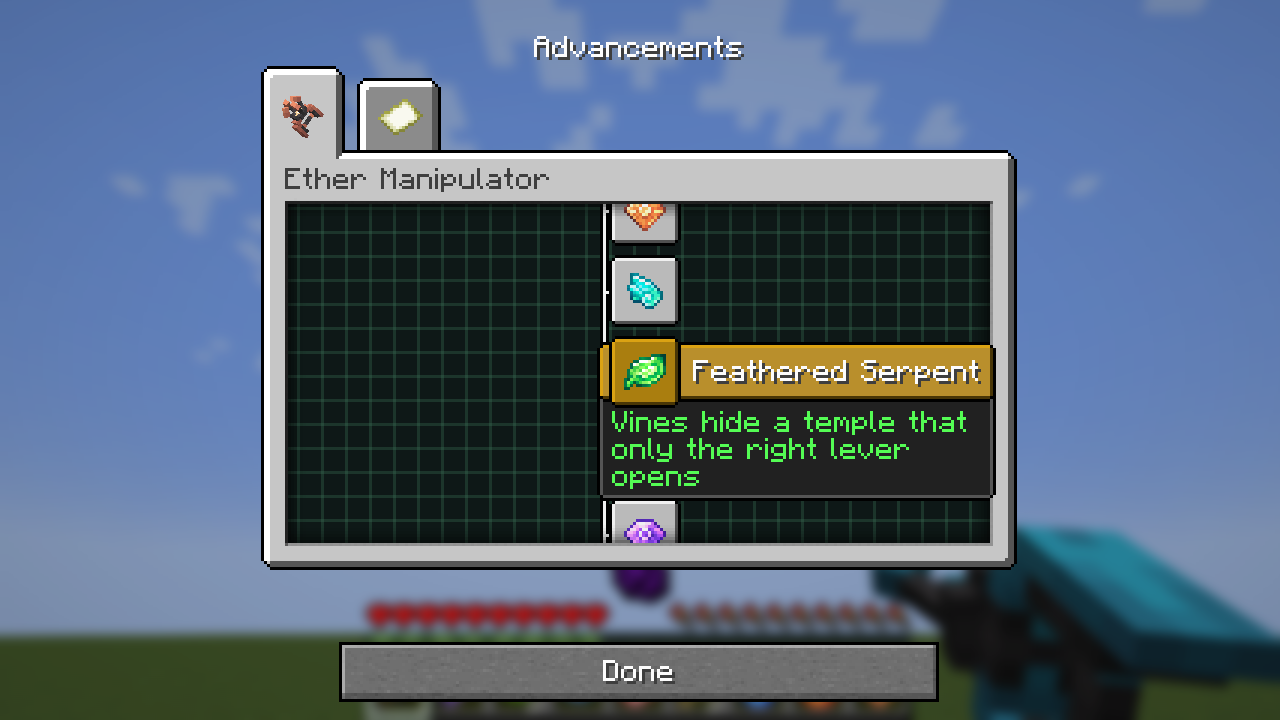 Advancements
Ether Manipulator
Feathered Serpent
Vines hide a temple that
only the right lever
opens
Done